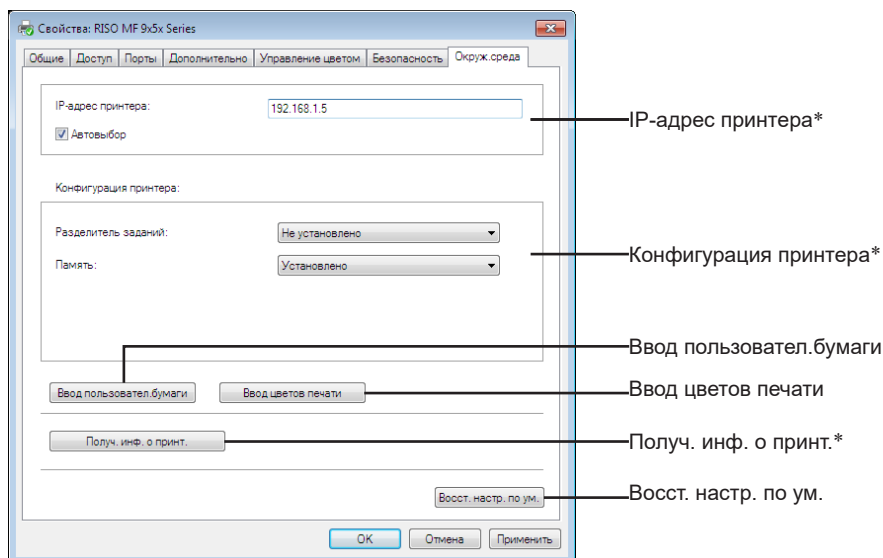 Свойства: RISO MF 9x5x Series
Общие Доступ Порты Дополнительно Управление цветом Безопасность Окруж.среда
IP-адрес принтера: 192.168.1.5
IP-адрес принтера*
Автовыбор
Конфигурация принтера:
Разделитель заданий: Не установлено
Конфигурация принтера*
Память: Установлено
Ввод пользовател.бумаги
Ввод пользовател.бумаги Ввод цветов печати
Ввод цветов печати
Получ. инф. о принт.
Получ. инф. о принт.*
Восст. настр. по ум.
Восст. настр. по ум.
OK Отмена Применить